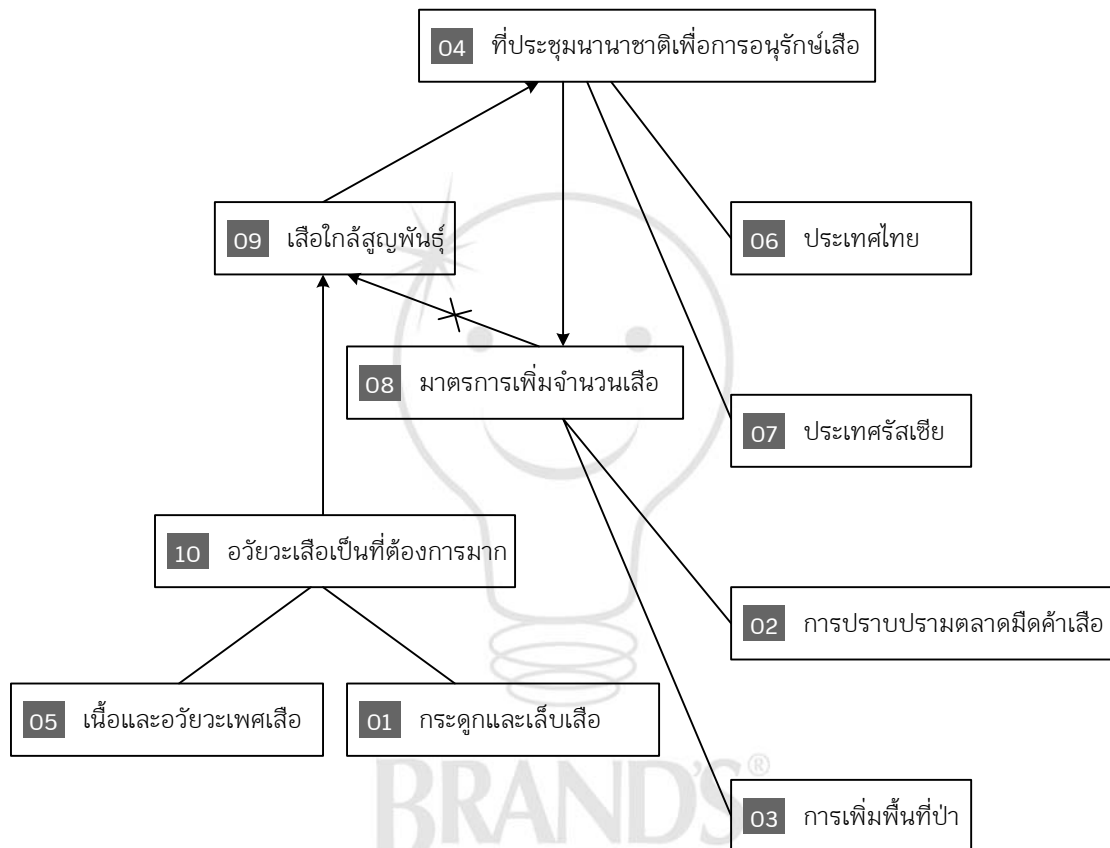 04 ที่ประชุมนานาชาติเพื่อการอนุรักษ์เสือ
09 เสือใกล้สูญพันธุ์
06 ประเทศไทย
08 มาตรการเพิ่มจำนวนเสือ
07 ประเทศรัสเซีย
10 อวัยวะเสือเป็นที่ต้องการมาก
02 การปราบปรามตลาดมืดค้าเสือ
05 เนื้อและอวัยวะเพศเสือ
01 กระดูกและเล็บเสือ
BRAND'S®
03 การเพิ่มพื้นที่ป่า